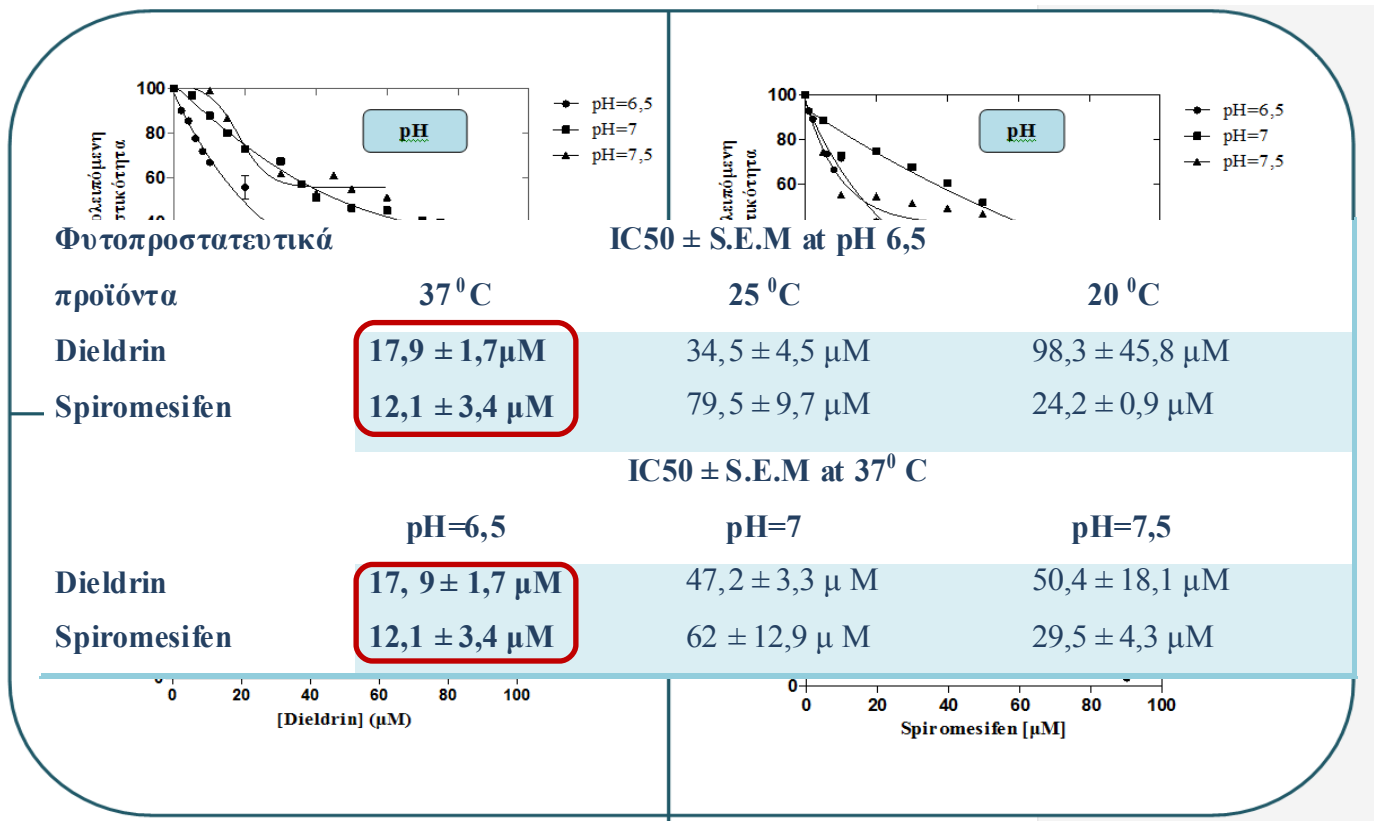 100
80
60
pH
pH=6,5
pH=7
pH=7,5
100
80
60
pH
pH=6,5
pH=7
pH=7,5
Φυτοπροστατευτικά
IC50 ± S.E.M at pH 6,5
προϊόντα
37 ⁰C
25 ⁰C
20 ⁰C
Dieldrin 17,9 ± 1,7μM 34,5 ± 4,5 μM 98,3 ± 45,8 μM
Spiromesifen 12,1 ± 3,4 μM 79,5 ± 9,7 μM 24,2 ± 0,9 μM
IC50 ± S.E.M at 37⁰ C
pH=6,5 pH=7 pH=7,5
Dieldrin 17, 9 ± 1,7 μM 47,2 ± 3,3 μ M 50,4 ± 18,1 μM
Spiromesifen 12,1 ± 3,4 μM 62 ± 12,9 μ M 29,5 ± 4,3 μM
0 20 40 60 80 100
[Dieldrin] (μM)
0
0 20 40 60 80 100
Spiromesifen [μM]